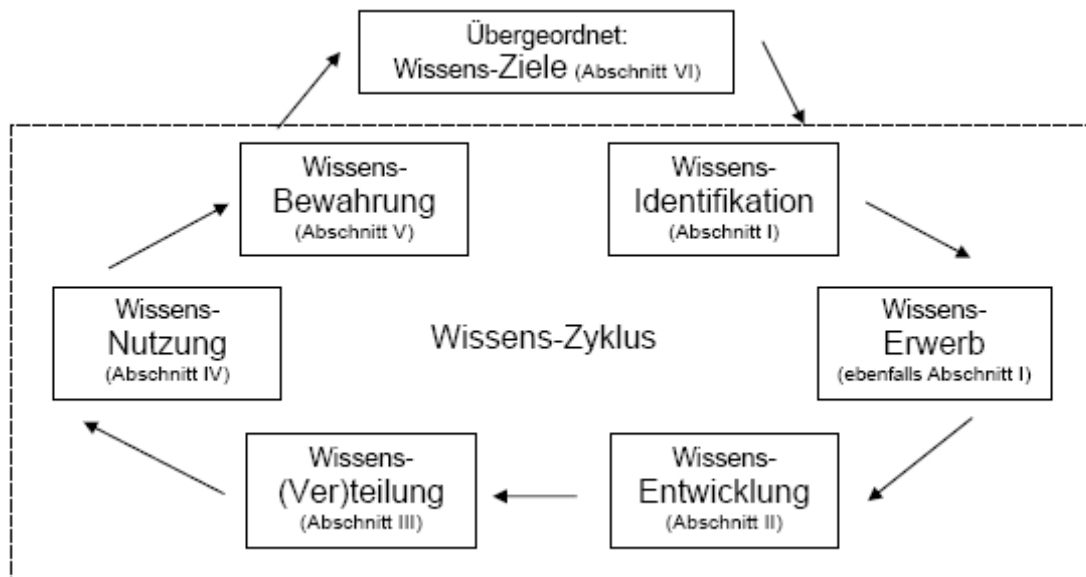 Übergeordnet:
Wissens-Ziele (Abschnitt VI)
Wissens-
Bewahrung
(Abschnitt V)
Wissens-
Identifikation
(Abschnitt I)
Wissens-
Nutzung
(Abschnitt IV)
Wissens-Zyklus
Wissens-
Erwerb
(ebenfalls Abschnitt I)
Wissens-
(Ver)teilung
(Abschnitt III)
Wissens-
Entwicklung
(Abschnitt II)